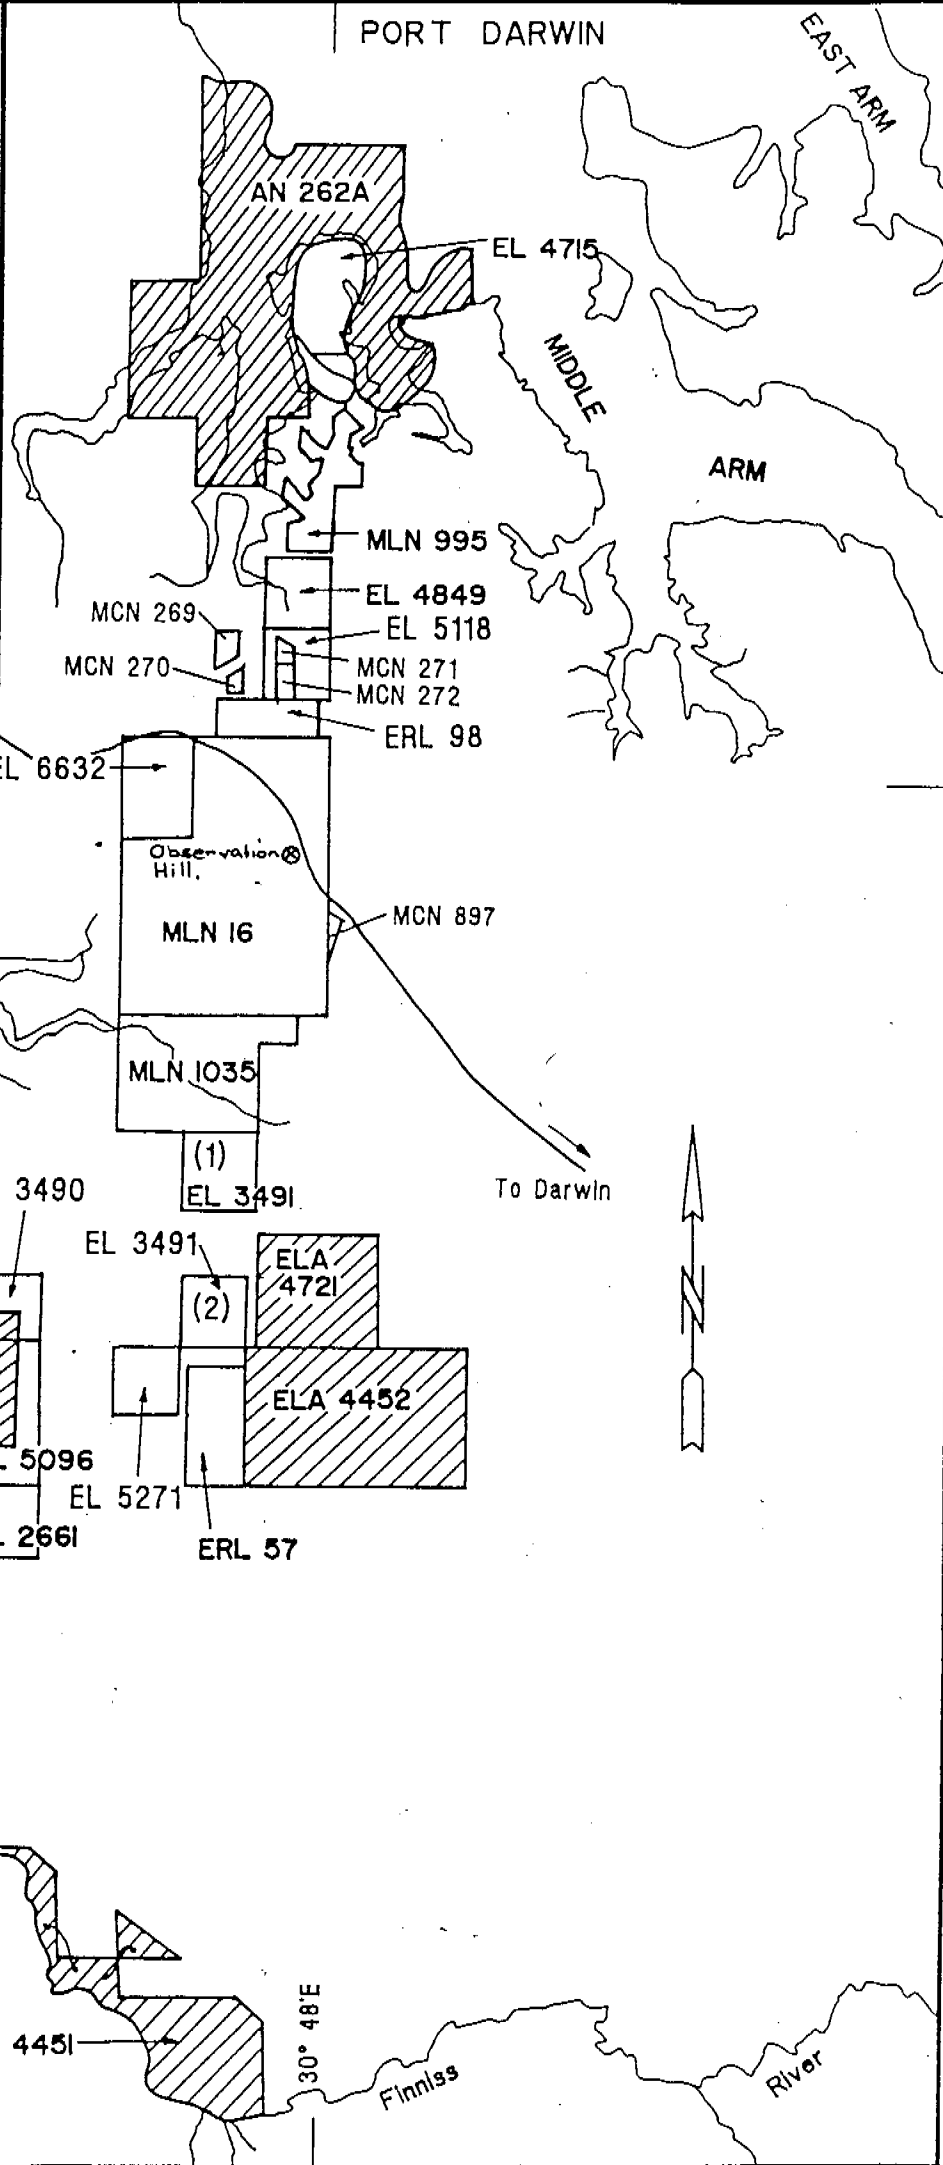 PORT DARWIN
EAST ARM
AN 262A
EL 4715
MIDDLE
ARM
MLN 995
EL 4849
MCN 269
EL 5118
MCN 270
MCN 271
MCN 272
ERL 98
EL 6632
Observation
Hill.
MCN 897
MLN 16
MLN 1035
(1)
EL 3491
To Darwin
3490
EL 3491
ELA
4721
(2)
N
ELA 4452
L 5096
EL 5271
L 2661
ERL 57
30° 48'E
4451
Finniss
River